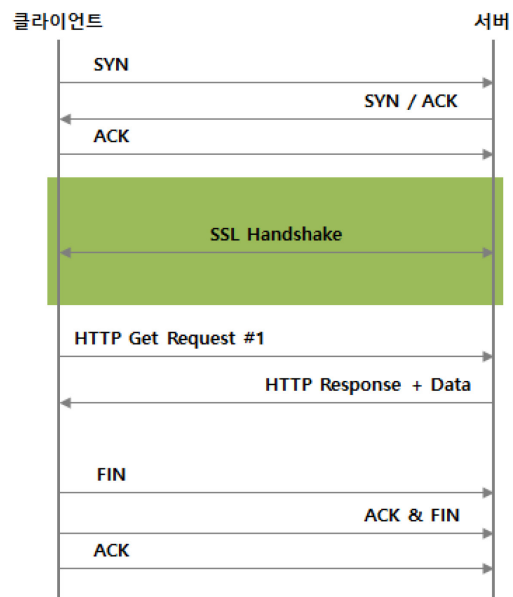 클라이언트
서버
SYN
SYN / ACK
ACK
SSL Handshake
HTTP Get Request #1
HTTP Response + Data
FIN
ACK & FIN
ACK